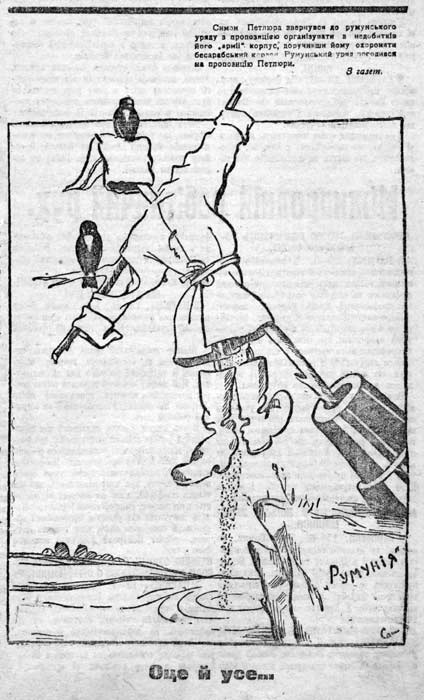 Симон Петлюра звернувся до румунського
уряду з пропозицією організувати в недобитків
його „армії“ корпус, доручивши йому охороняти
бесарабський кордон. Румунський уряд погодився
на пропозицію Петлюри.
З газет.
„Румунія“
Оце й усе...